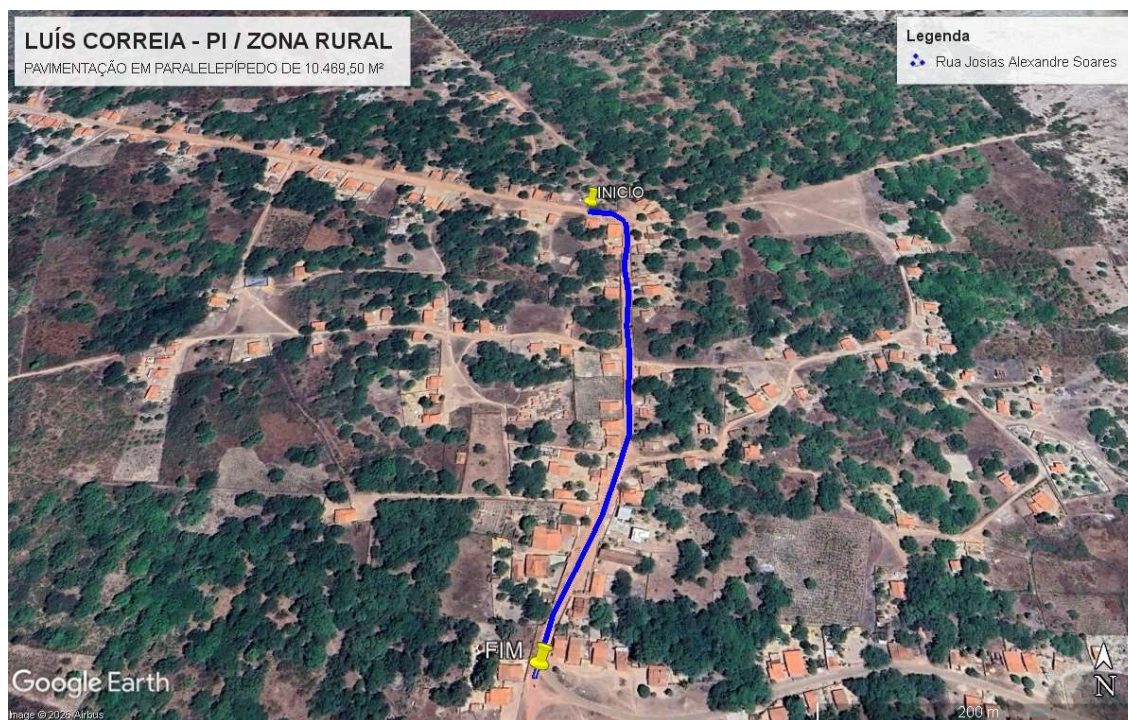 LUÍS CORREIA - PI / ZONA RURAL
PAVIMENTAÇÃO EM PARALELEPÍPEDO DE 10.469,50 M²
Legenda
Rua Josias Alexandre Soares
INICIO
FIM
Google Earth
Image © 2025 Airbus
200 m
N